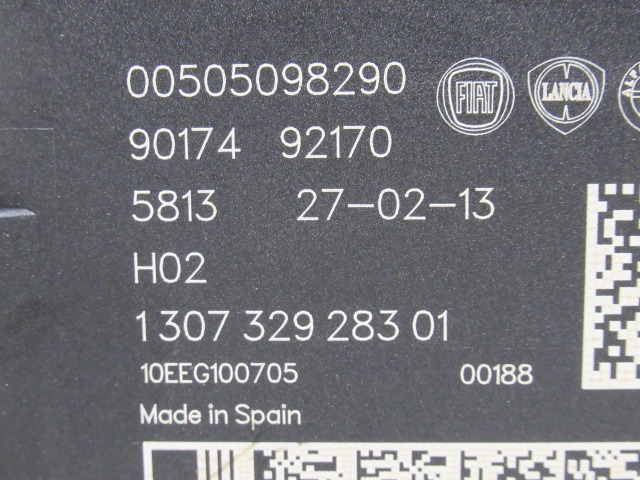 00505098290
FIAT
LANCIA
90174 92170
5813 27-02-13
H02
1 307 329 283 01
10EEG100705 00188
Made in Spain